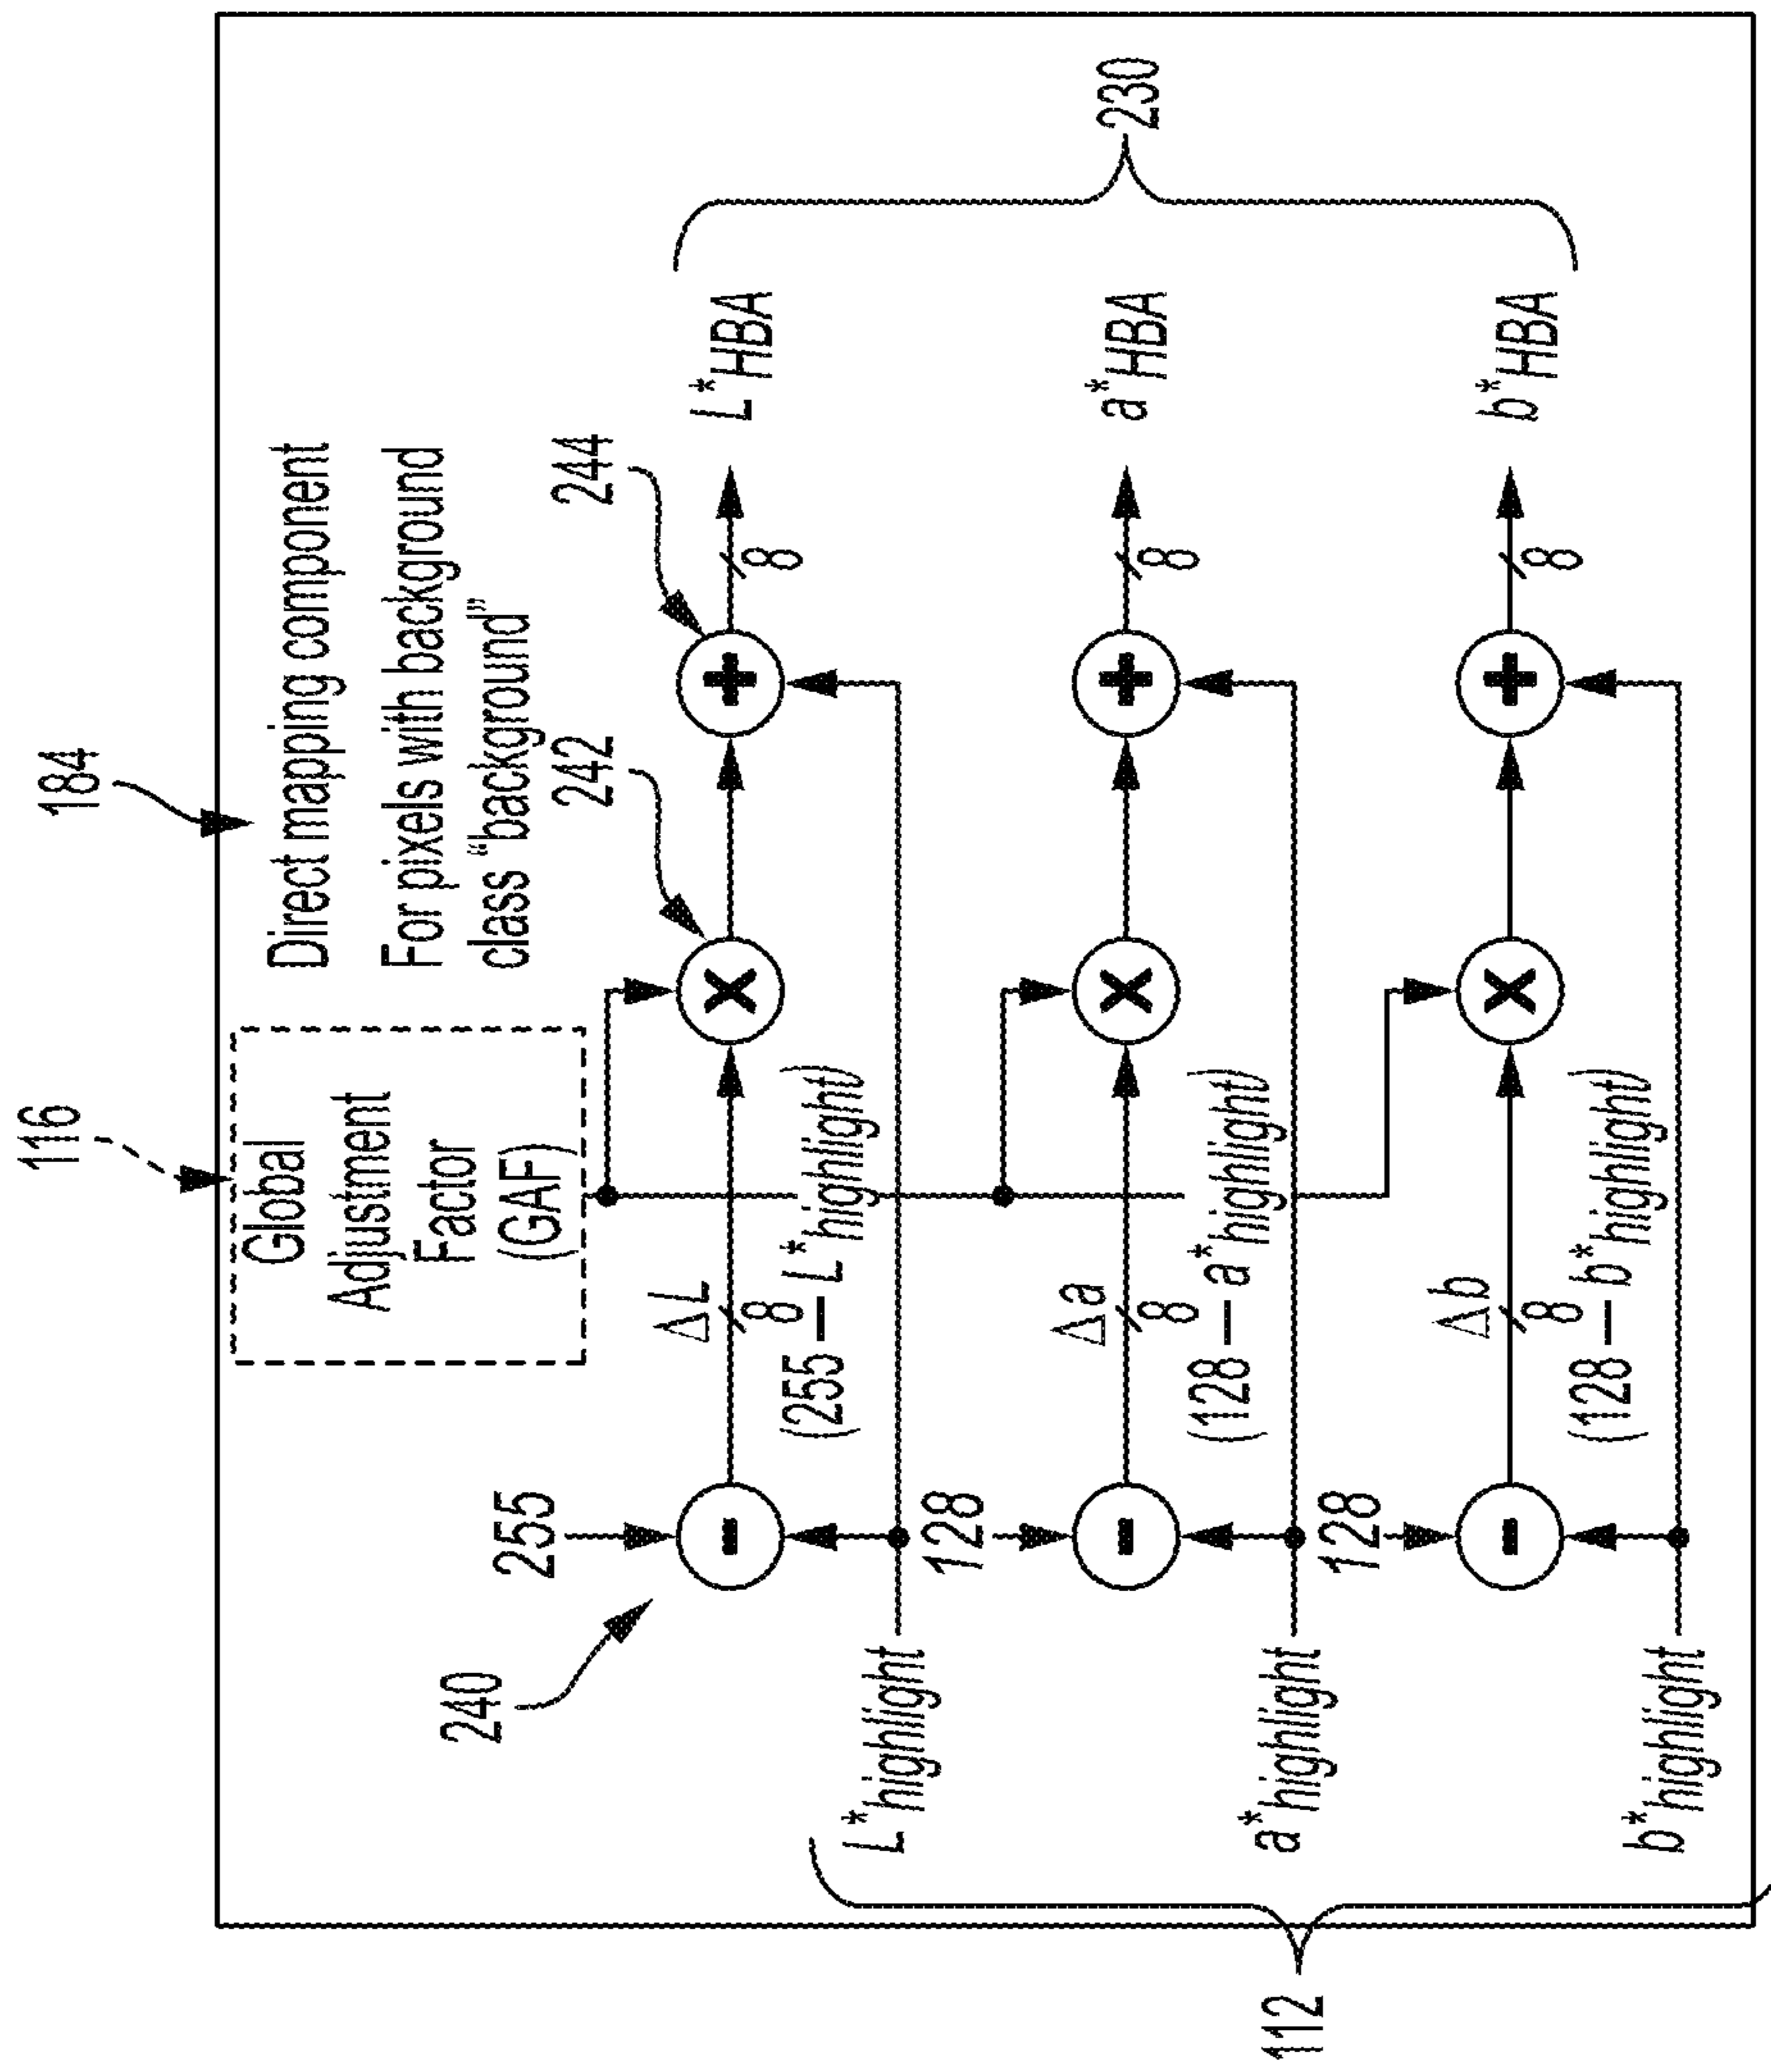 116
184
Global
Adjustment
Factor
(GAF)
Direct mapping component
For pixels with background
class “background”
240
242
244
255
ΔL
8
(255 – L*highlight)
8
L*HBA
L*highlight
128
Δa
8
(128 – a*highlight)
8
a*HBA
a*highlight
128
Δb
8
(128 – b*highlight)
8
b*HBA
b*highlight
112
230